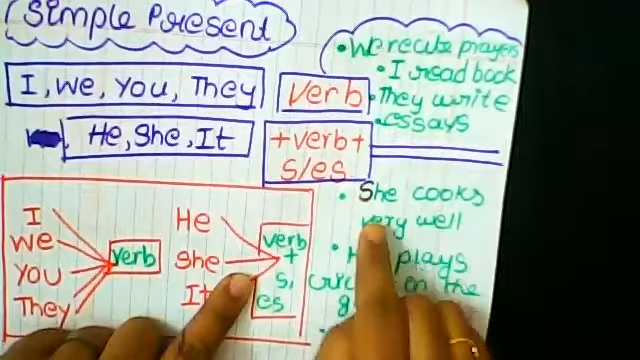 Simple Present
I, We, You, They
verb
He, She, It
+verb+
s/es
• We recite prayers
• I read book
• They write
• essays
• She cooks
very well
• plays
on the
I
We
You
They
verb
He
She
It
verb
+
s,
es